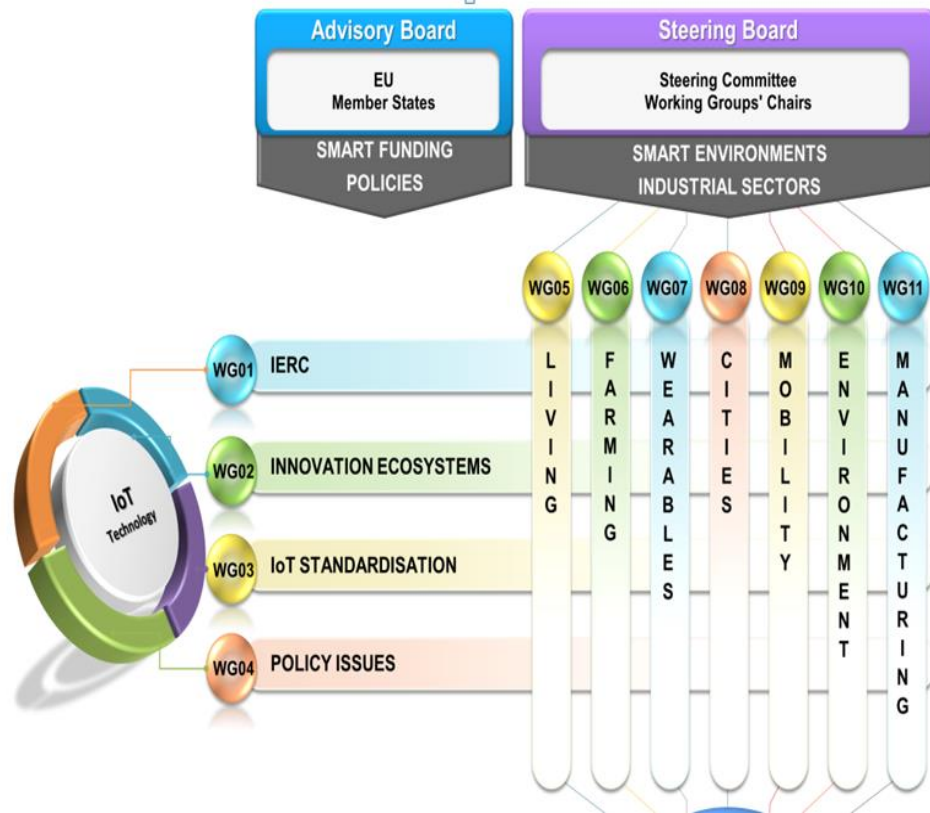 Advisory Board
EU
Member States
SMART FUNDING
POLICIES
Steering Board
Steering Committee
Working Groups' Chairs
SMART ENVIRONMENTS
INDUSTRIAL SECTORS
WG05
WG06
WG07
WG08
WG09
WG10
WG11
LIVING
FARMING
WEARABLES
CITIES
MOBILITY
ENVIRONMENT
MANUFACTURING
WG01 IERC
WG02 INNOVATION ECOSYSTEMS
WG03 IoT STANDARDISATION
WG04 POLICY ISSUES
IoT
Technology